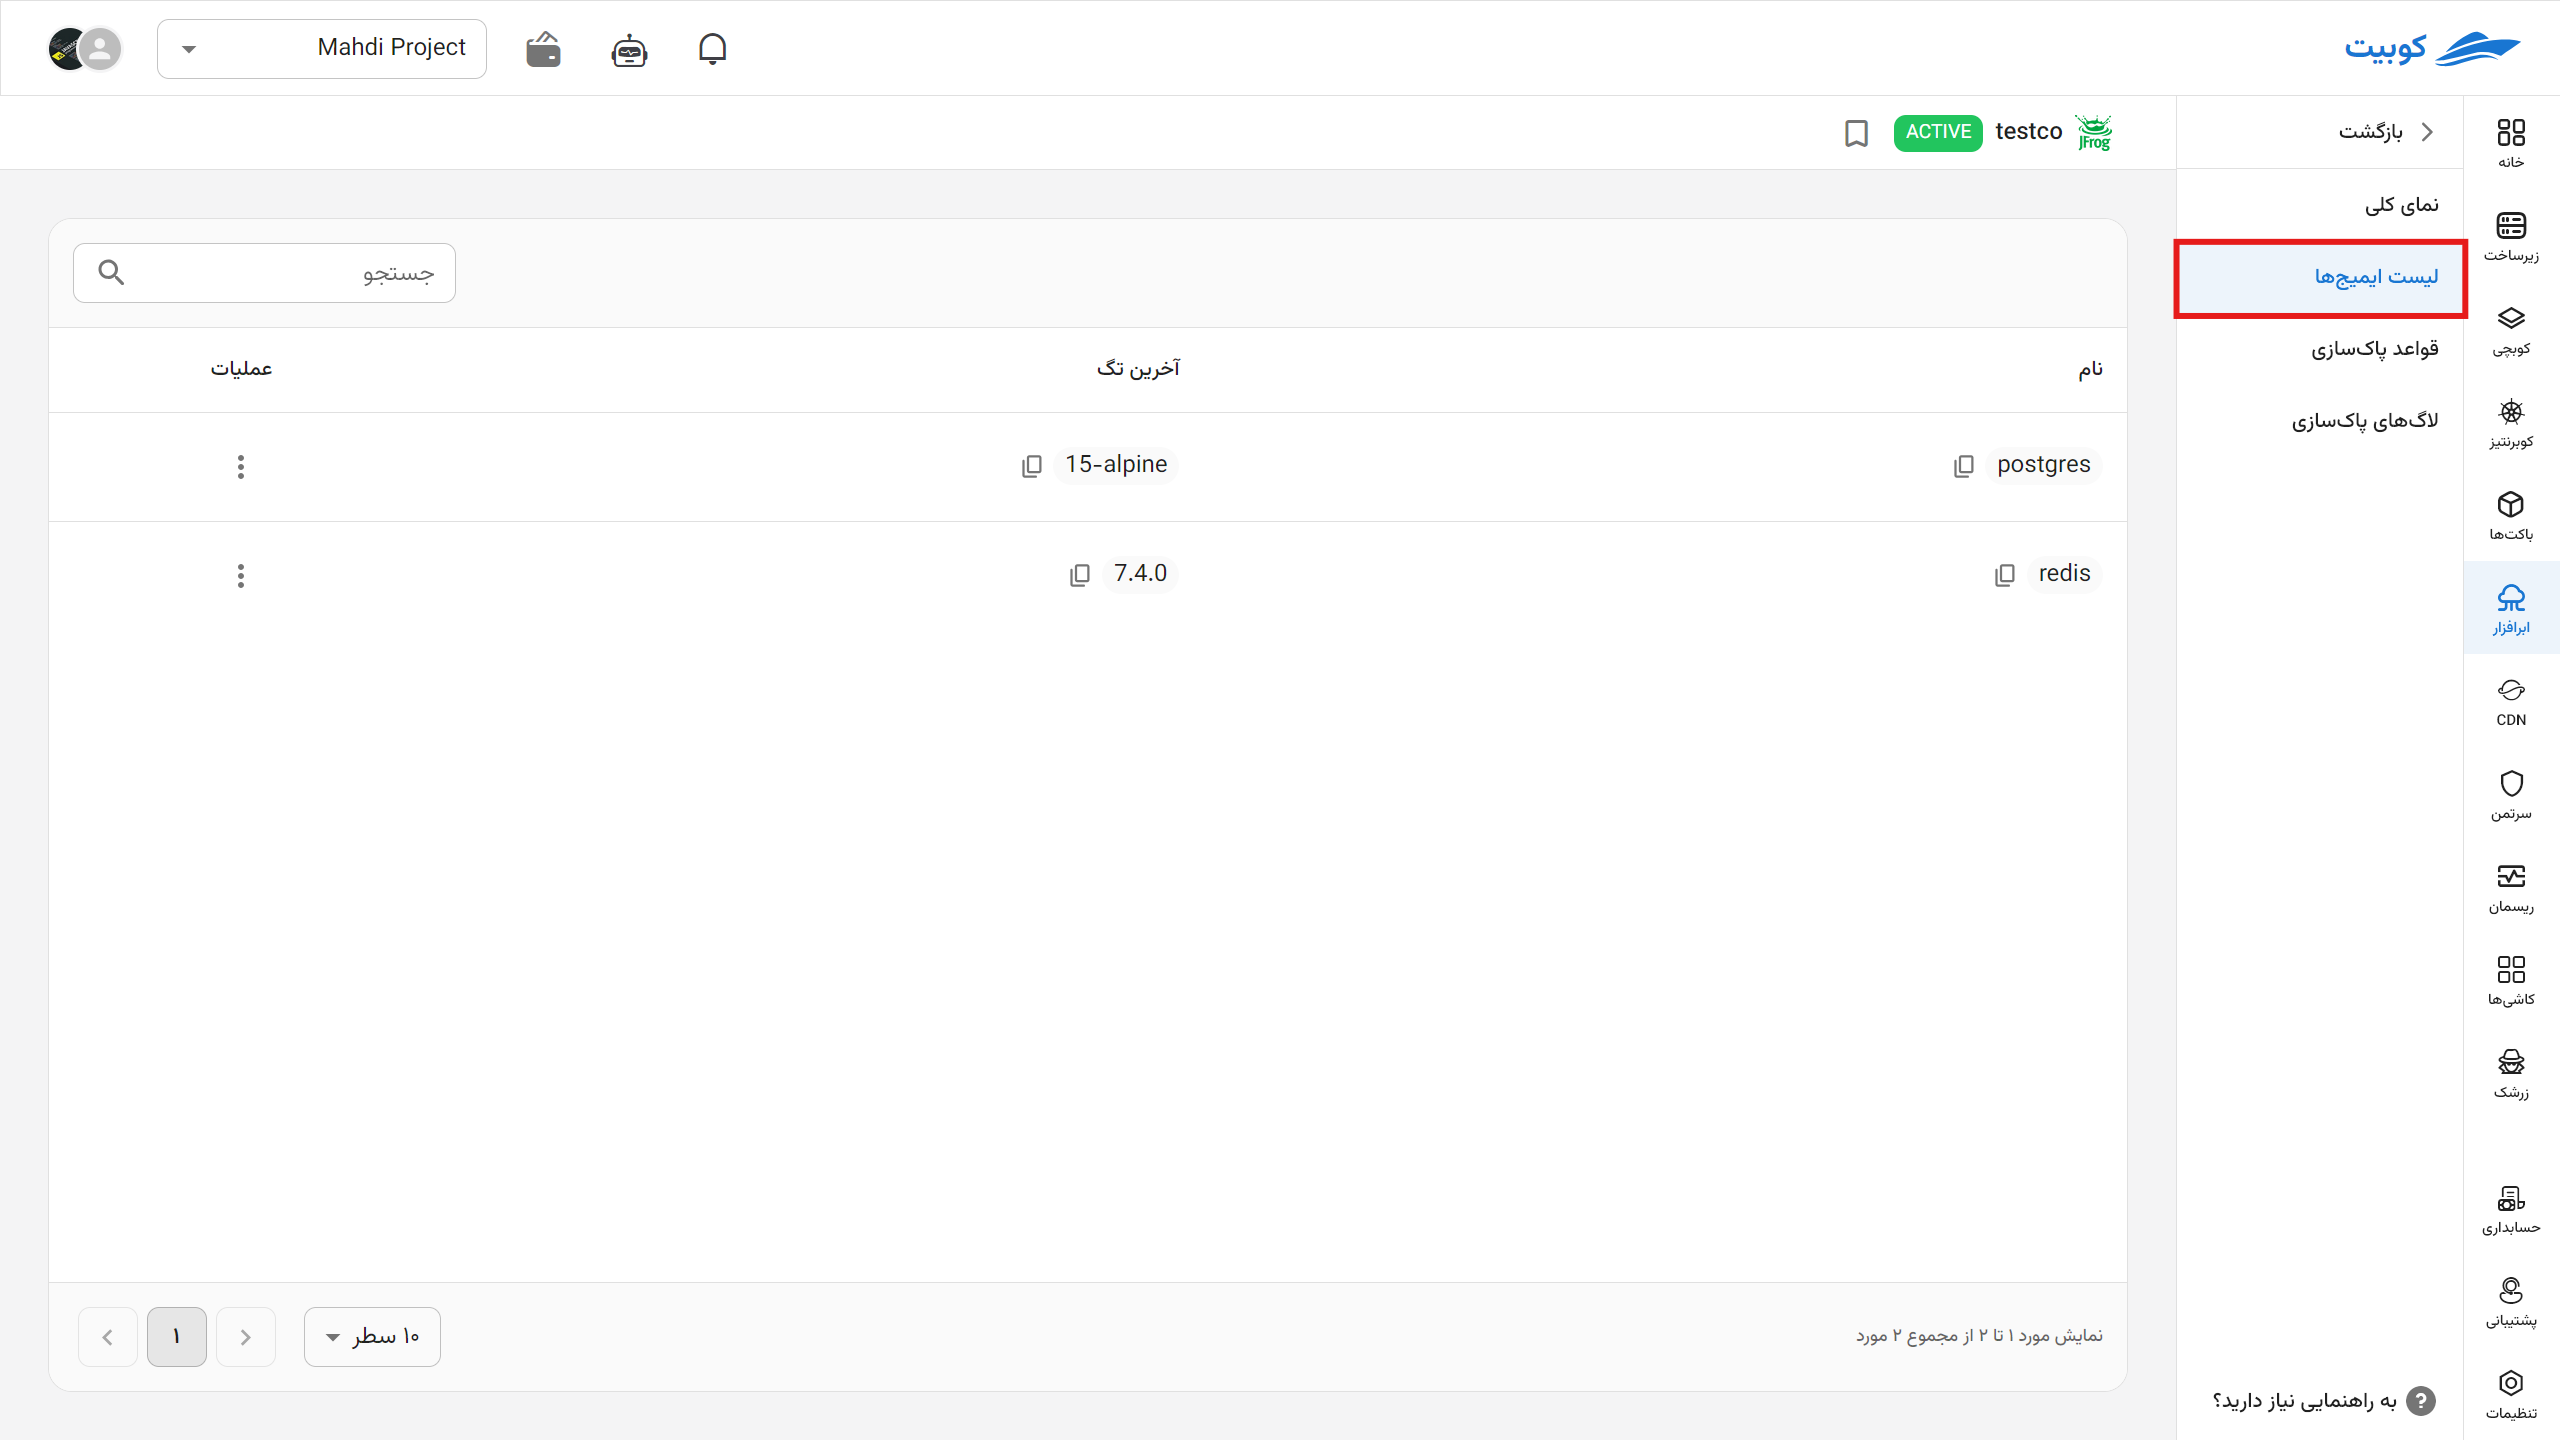 کوبیت
Mahdi Project
خانه
زیرساخت
کوبچی
کوبرنتیز
باکت‌ها
ابرافزار
CDN
سرتمن
ریسمان
کاشی‌ها
زرشک
حسابداری
پشتیبانی
تنظیمات
بازگشت
نمای کلی
لیست ایمیج‌ها
قواعد پاک‌سازی
لاگ‌های پاک‌سازی
به راهنمایی نیاز دارید؟
JFrog testco ACTIVE
جستجو
نام آخرین تگ عملیات
postgres 15-alpine
redis 7.4.0
نمایش مورد ۱ تا ۲ از مجموع ۲ مورد
۱۰ سطر
۱